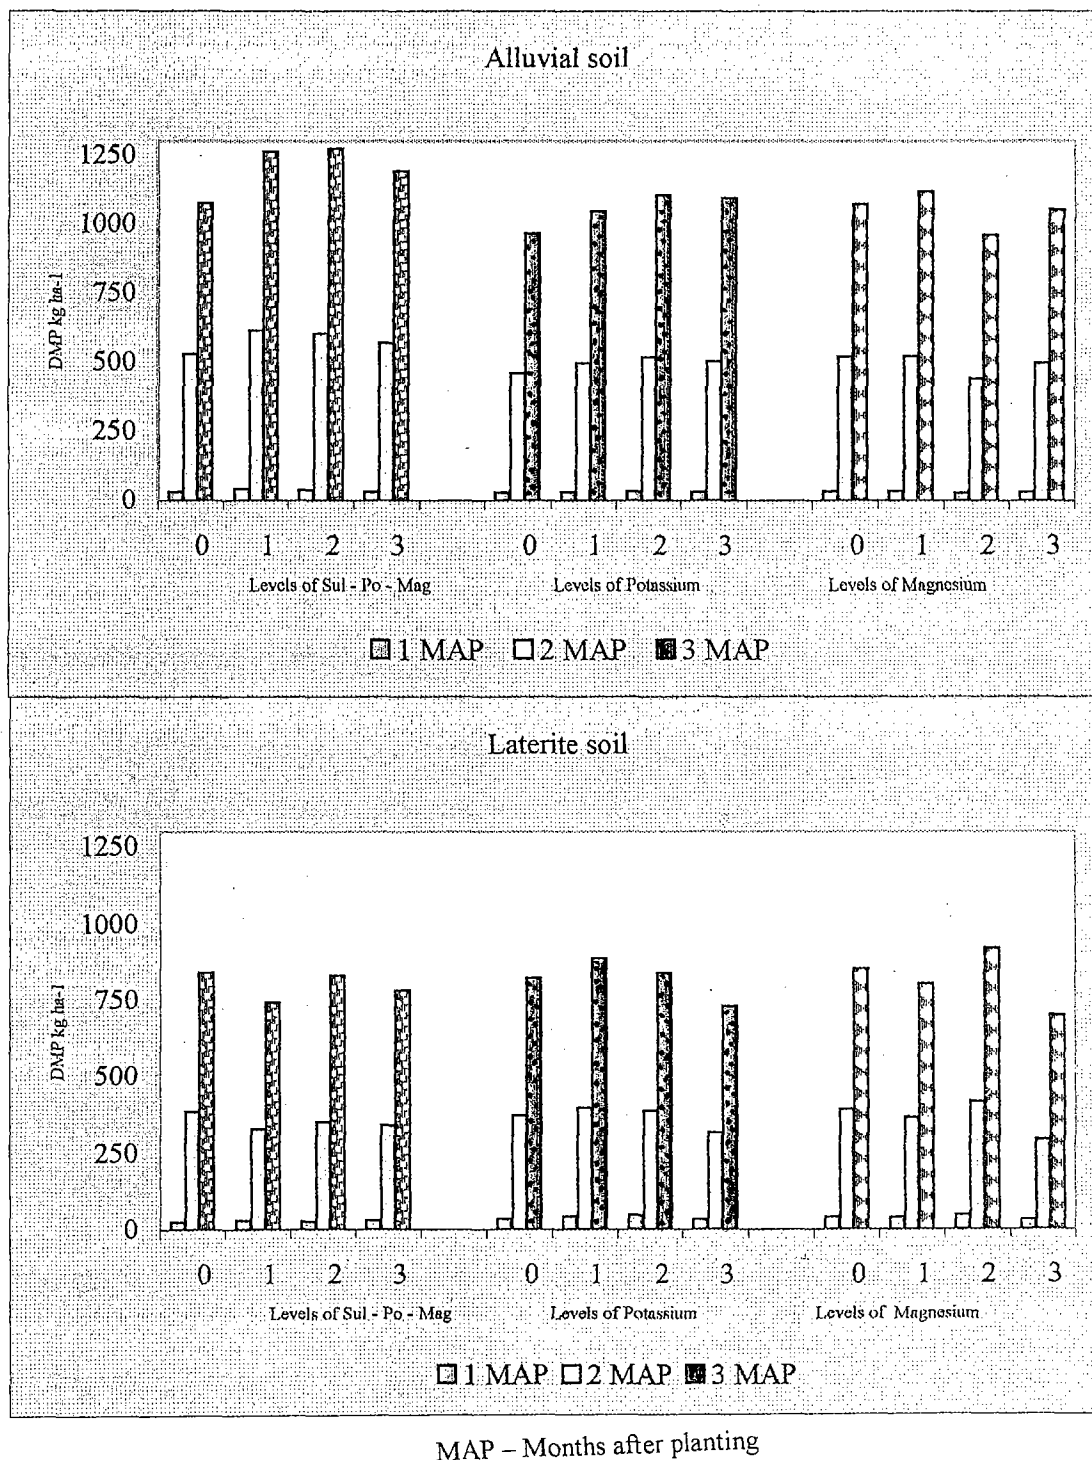 Alluvial soil
1250
1000
750
500
250
0
DMP kg ha-1
0 1 2 3 0 1 2 3 0 1 2 3
Levels of Sul - Po - Mag Levels of Potassium Levels of Magnesium
1 MAP 2 MAP 3 MAP
Laterite soil
1250
1000
750
500
250
0
DMP kg ha-1
0 1 2 3 0 1 2 3 0 1 2 3
Levels of Sul - Po - Mag Levels of Potassium Levels of Magnesium
1 MAP 2 MAP 3 MAP
MAP – Months after planting